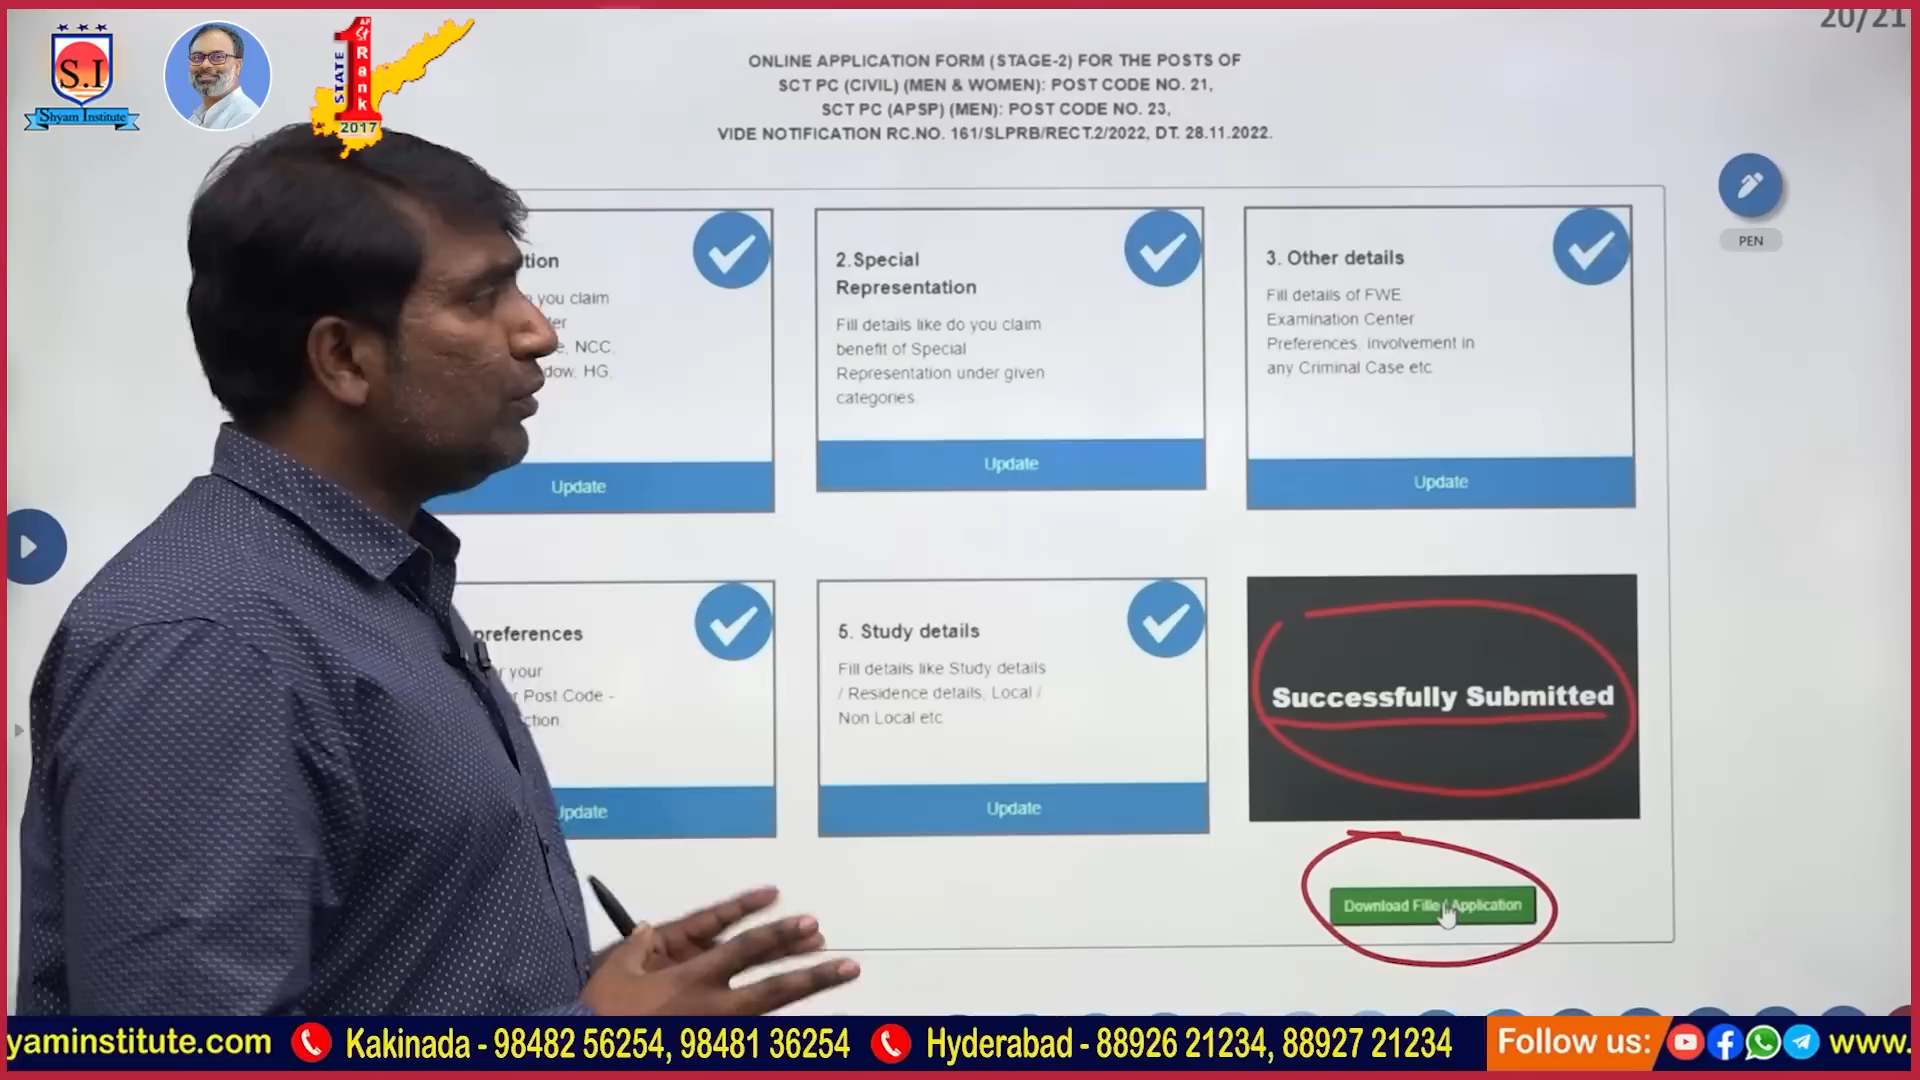 20/21
S.I
Shyam Institute
STATE
AP
1st
Rank
2017
ONLINE APPLICATION FORM (STAGE-2) FOR THE POSTS OF
SCT PC (CIVIL) (MEN & WOMEN): POST CODE NO. 21,
SCT PC (APSP) (MEN): POST CODE NO. 23,
VIDE NOTIFICATION RC.NO. 161/SLPRB/RECT.2/2022, DT. 28.11.2022.
PEN
tion
you claim
e, NCC,
dow, HG,
Update
2.Special
Representation
Fill details like do you claim
benefit of Special
Representation under given
categories
Update
3. Other details
Fill details of FWE
Examination Center
Preferences, involvement in
any Criminal Case etc
Update
preferences
r your
r Post Code -
ction
Update
5. Study details
Fill details like Study details
/ Residence details, Local /
Non Local etc
Update
Successfully Submitted
Download Filled Application
yaminstitute.com Kakinada - 98482 56254, 98481 36254 Hyderabad - 88926 21234, 88927 21234 Follow us: www.